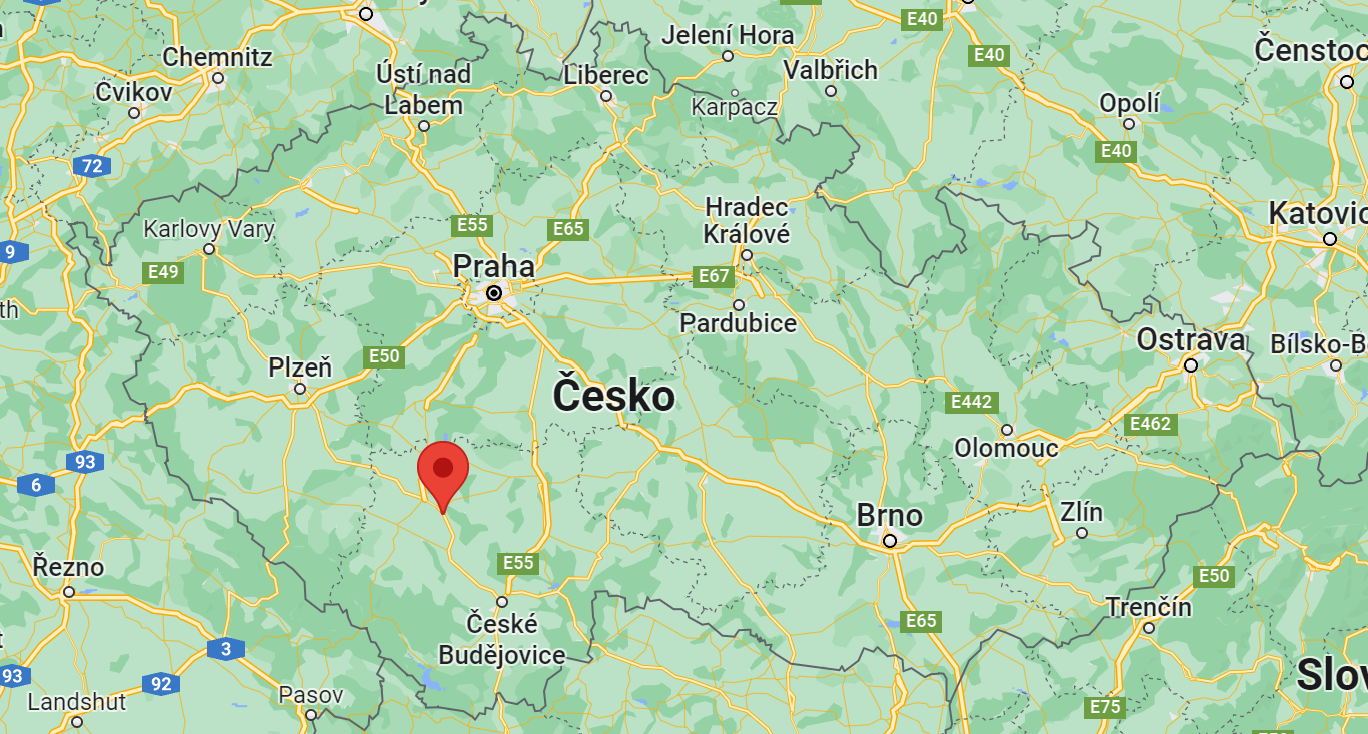 E40
Jelení Hora
E40
Čenstoc
Chemnitz
Ústí nad
Labem
Liberec
Valbřich
Cvikov
Karpacz
Opolí
E40
72
Karlovy Vary
E55
E65
Hradec
Králové
Katovic
9
E49
Praha
E67
th
Pardubice
Ostrava
Bílsko-B
Plzeň
E50
Česko
E442
E462
Olomouc
93
6
Brno
Zlín
Řezno
E55
E50
České
Budějovice
E65
Trenčín
3
93
92
Landshut
Pasov
E75
Slov